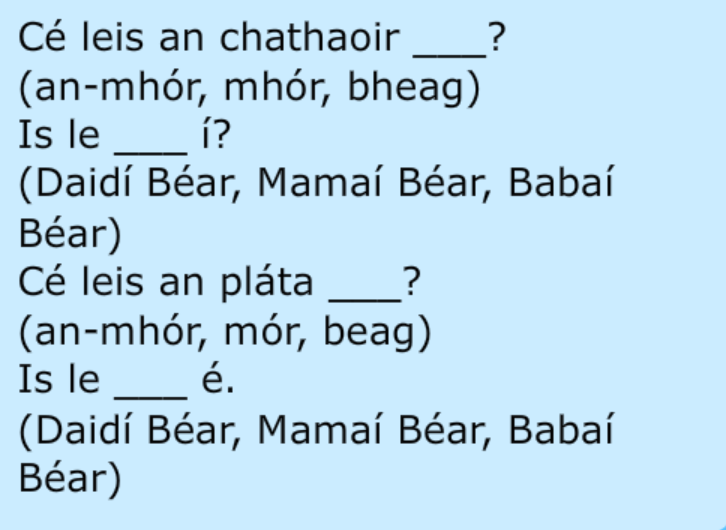 Cé leis an chathaoir ___?
(an-mhór, mhór, bheag)
Is le ___ í?
(Daidí Béar, Mamaí Béar, Babaí
Béar)
Cé leis an pláta ___?
(an-mhór, mór, beag)
Is le ___ é.
(Daidí Béar, Mamaí Béar, Babaí
Béar)